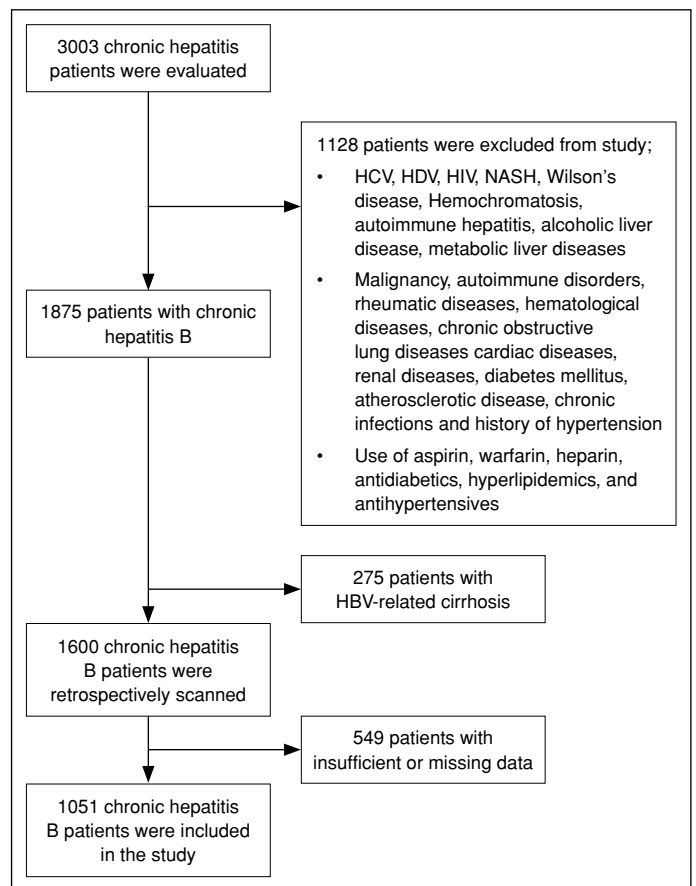 3003 chronic hepatitis
patients were evaluated
1128 patients were excluded from study;
• HCV, HDV, HIV, NASH, Wilson's
disease, Hemochromatosis,
autoimmune hepatitis, alcoholic liver
disease, metabolic liver diseases
• Malignancy, autoimmune disorders,
rheumatic diseases, hematological
diseases, chronic obstructive
lung diseases cardiac diseases,
renal diseases, diabetes mellitus,
atherosclerotic disease, chronic
infections and history of hypertension
• Use of aspirin, warfarin, heparin,
antidiabetics, hyperlipidemics, and
antihypertensives
1875 patients with chronic
hepatitis B
275 patients with
HBV-related cirrhosis
1600 chronic hepatitis
B patients were
retrospectively scanned
549 patients with
insufficient or missing data
1051 chronic hepatitis
B patients were included
in the study